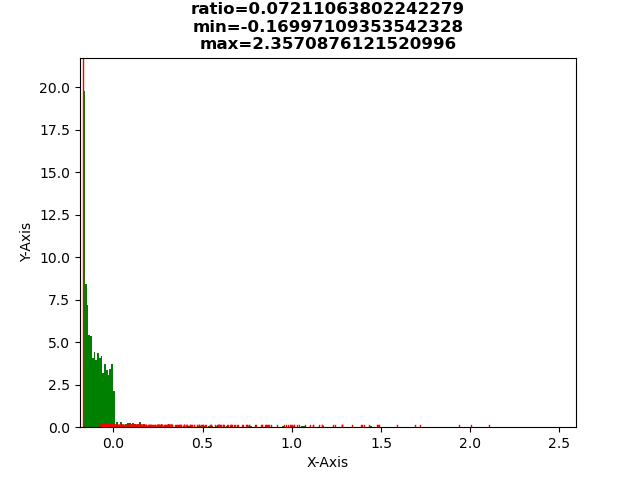 ratio=0.07211063802242279
min=-0.16997109353542328
max=2.3570876121520996
20.0
17.5
15.0
12.5
10.0
7.5
5.0
2.5
0.0
Y-Axis
0.0 0.5 1.0 1.5 2.0 2.5
X-Axis